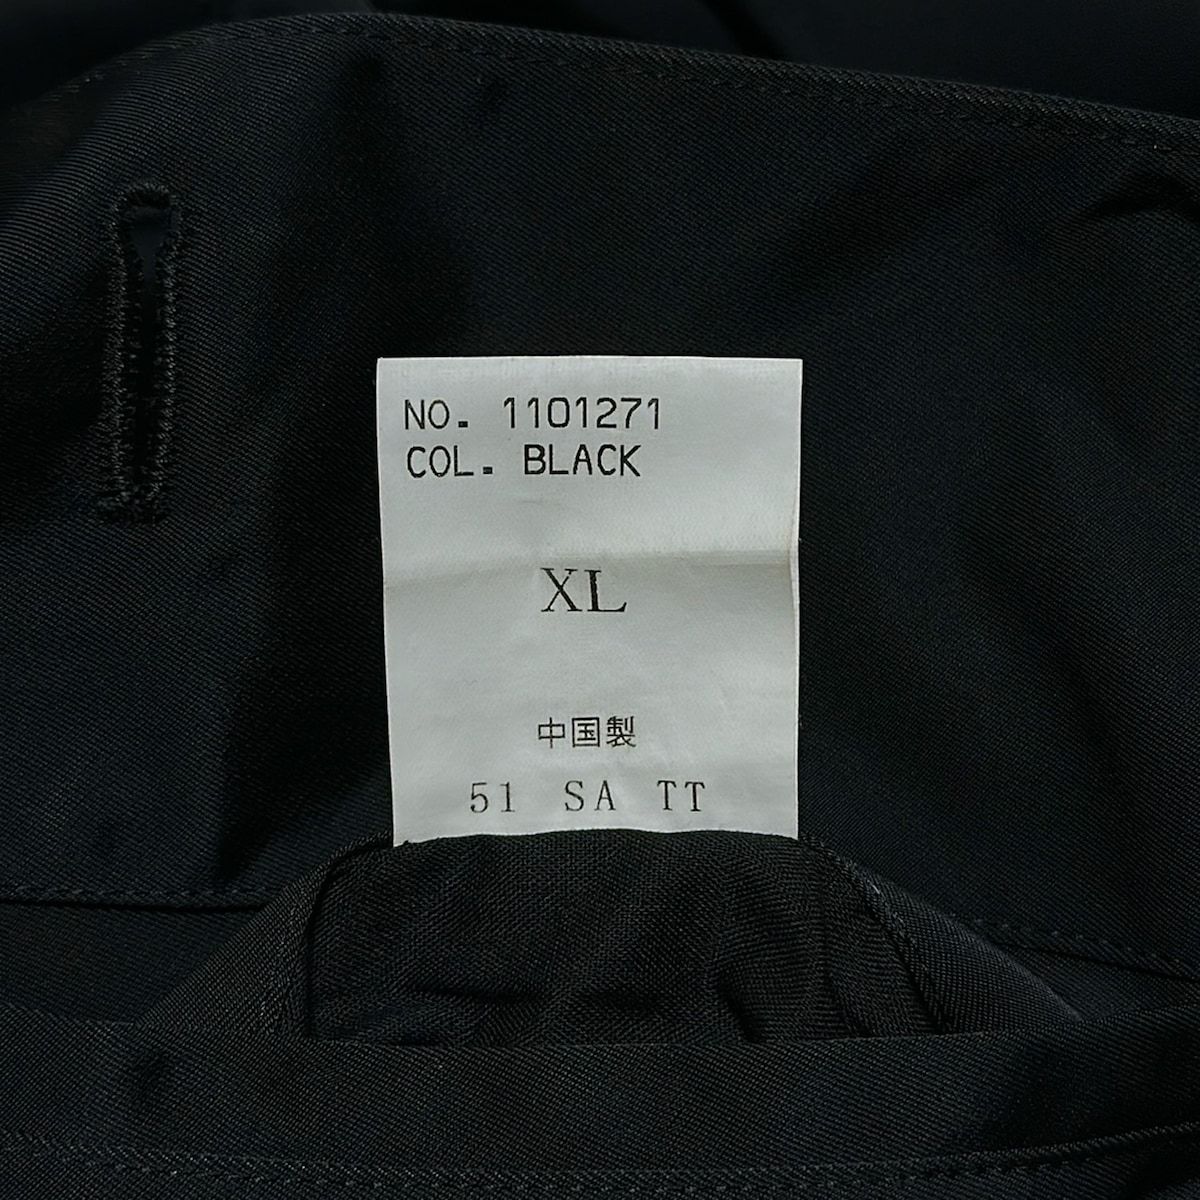 NO. 1101271
COL. BLACK
XL
中国製
51 SA TT